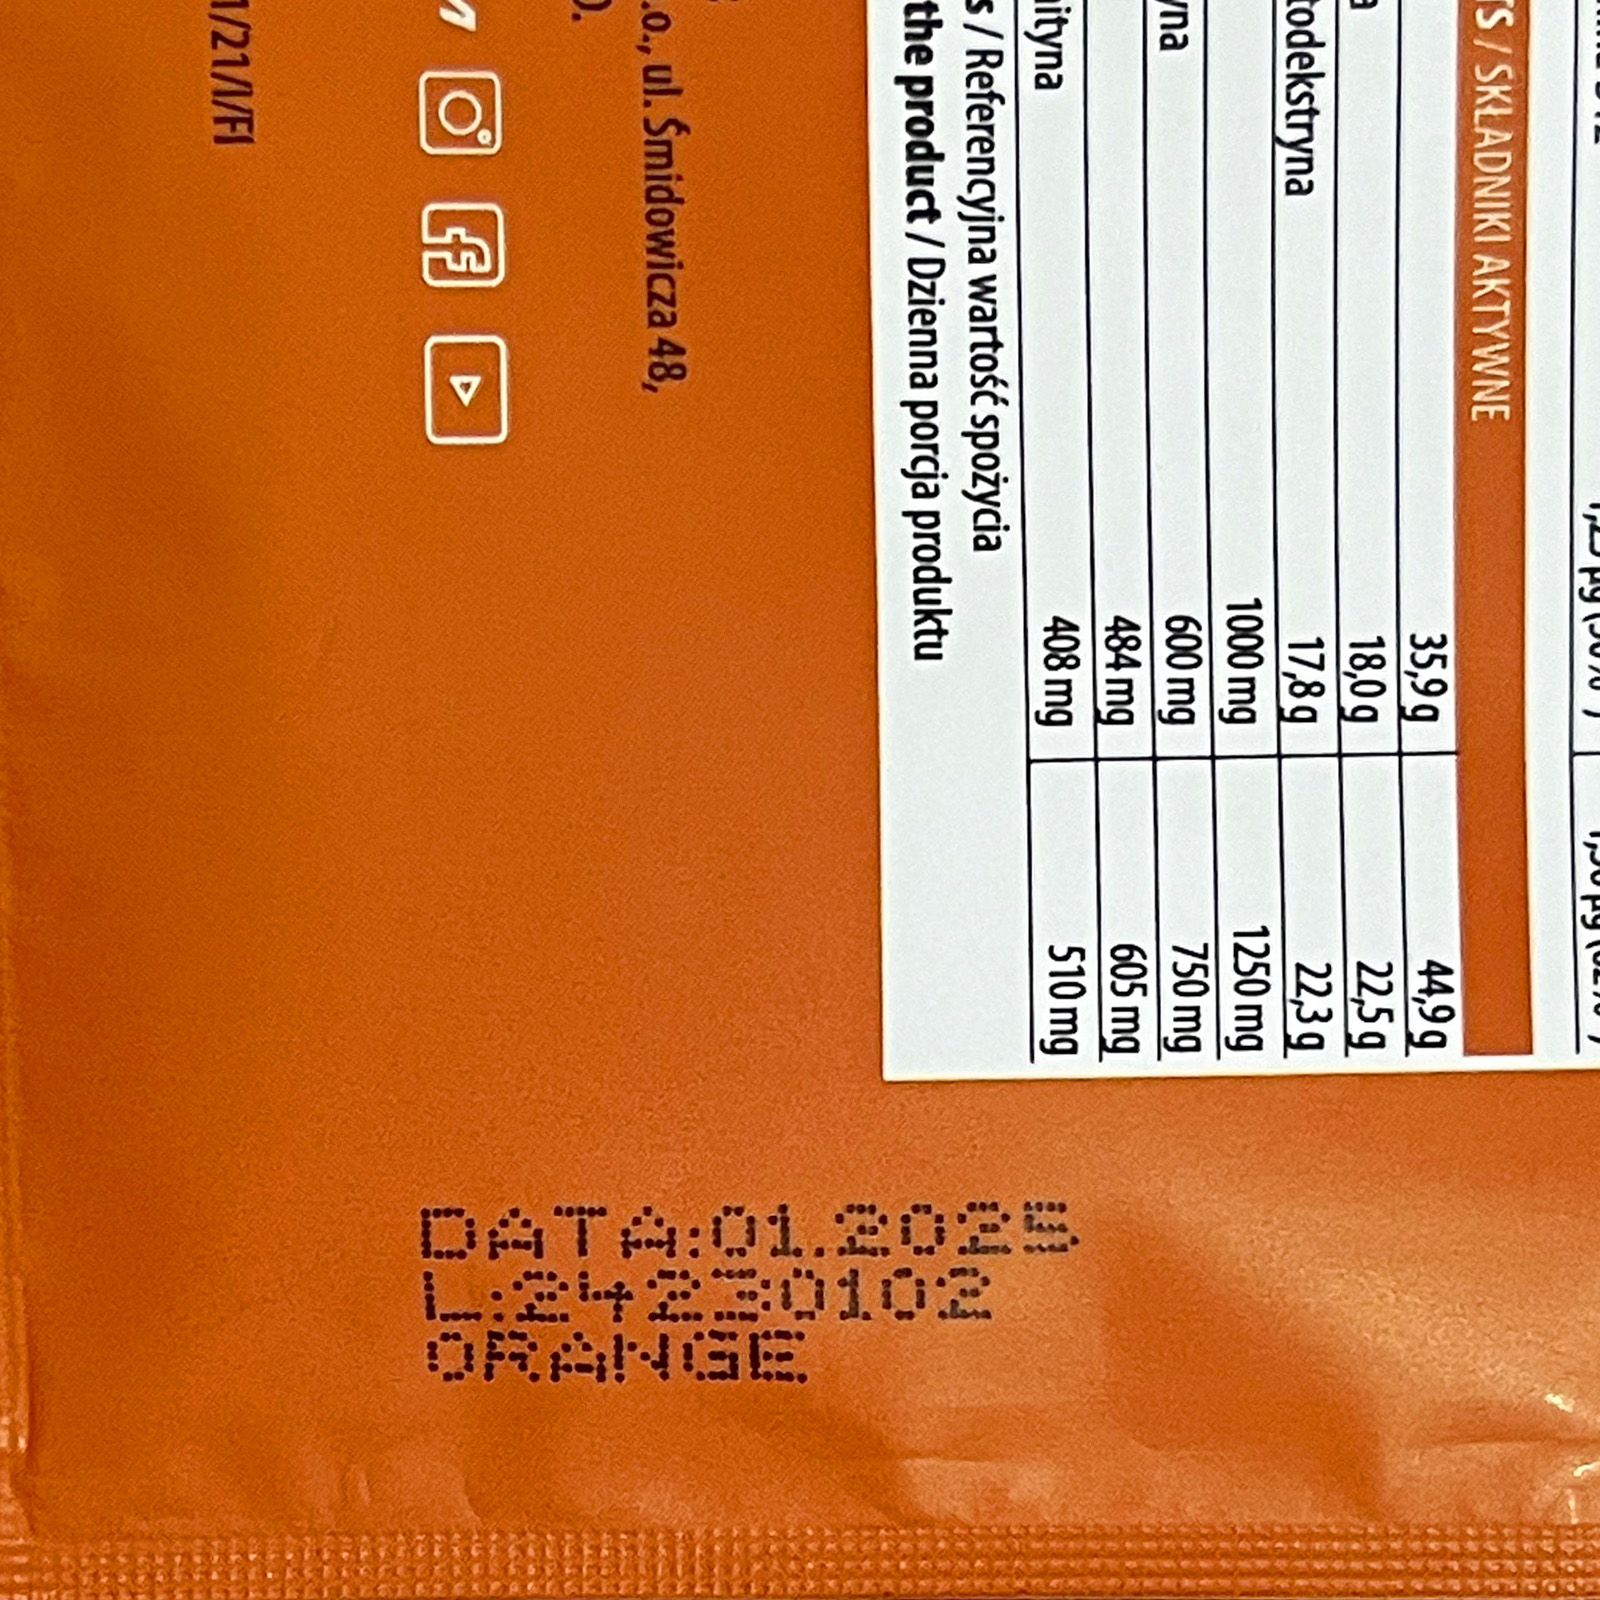 TS / SKŁADNIKI AKTYWNE
35,9 g 44,9 g
18,0 g 22,5 g
todekstryna 17,8 g 22,3 g
1000 mg 1250 mg
yna 600 mg 750 mg
484 mg 605 mg
nityna 408 mg 510 mg
s / Referencyjna wartość spożycia
the product / Dzienna porcja produktu
.o., ul. Śmidowicza 48,
1/21/I/FI
DATA:01.2025
L:24230102
ORANGE